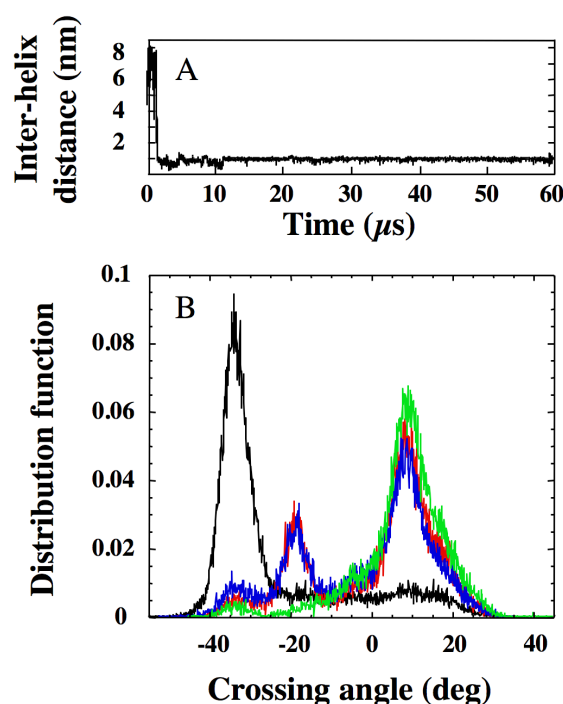 Inter-helix
distance (nm)
8
6
4
2
A
0 10 20 30 40 50 60
Time (µs)
Distribution function
0.1
0.08
0.06
0.04
0.02
0
B
-40 -20 0 20 40
Crossing angle (deg)